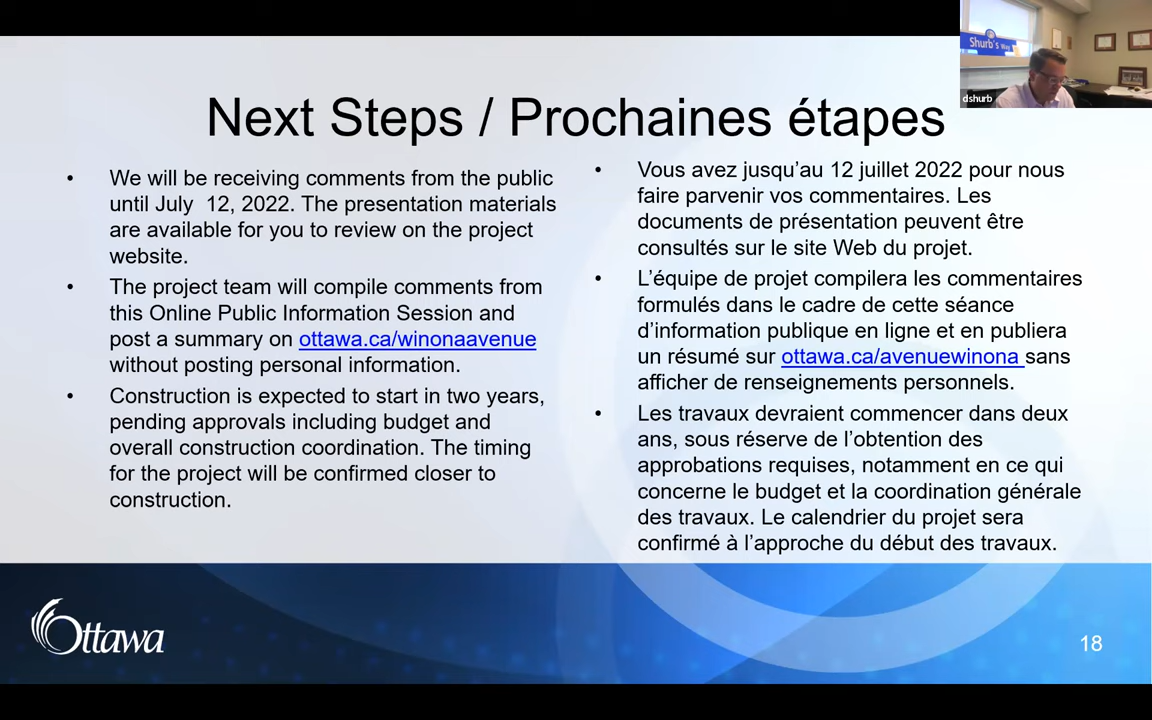 Shurb's Way
dshurb
Next Steps / Prochaines étapes
• We will be receiving comments from the public
until July  12, 2022. The presentation materials
are available for you to review on the project
website.
• The project team will compile comments from
this Online Public Information Session and
post a summary on ottawa.ca/winonaavenue
without posting personal information.
• Construction is expected to start in two years,
pending approvals including budget and
overall construction coordination. The timing
for the project will be confirmed closer to
construction.
• Vous avez jusqu’au 12 juillet 2022 pour nous
faire parvenir vos commentaires. Les
documents de présentation peuvent être
consultés sur le site Web du projet.
• L’équipe de projet compilera les commentaires
formulés dans le cadre de cette séance
d’information publique en ligne et en publiera
un résumé sur ottawa.ca/avenuewinona sans
afficher de renseignements personnels.
• Les travaux devraient commencer dans deux
ans, sous réserve de l’obtention des
approbations requises, notamment en ce qui
concerne le budget et la coordination générale
des travaux. Le calendrier du projet sera
confirmé à l’approche du début des travaux.
Ottawa
18